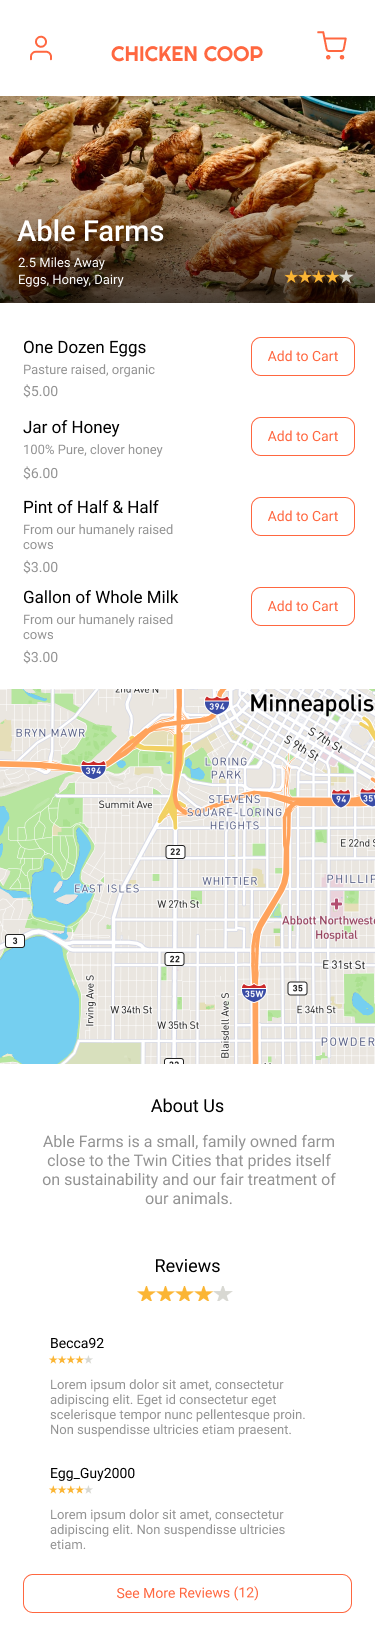 CHICKEN COOP
Able Farms
2.5 Miles Away
Eggs, Honey, Dairy
One Dozen Eggs
Pasture raised, organic
$5.00
Add to Cart
Jar of Honey
100% Pure, clover honey
$6.00
Add to Cart
Pint of Half & Half
From our humanely raised
cows
$3.00
Add to Cart
Gallon of Whole Milk
From our humanely raised
cows
$3.00
Add to Cart
2nd Ave N
394
Minneapolis
BRYN MAWR
S 7th St
S 9th St
394
LORING
PARK
Summit Ave
STEVENS
SQUARE-LORING
HEIGHTS
94
35
E 22nd S
22
EAST ISLES
WHITTIER
PHILLIP
W 27th St
Abbott Northweste
Hospital
3
22
E 31st St
Irving Ave S
35W
35
W 34th St
Blaisdell Ave S
E 34th St
W 35th St
POWDER
About Us
Able Farms is a small, family owned farm
close to the Twin Cities that prides itself
on sustainability and our fair treatment of
our animals.
Reviews
Becca92
Lorem ipsum dolor sit amet, consectetur
adipiscing elit. Eget id consectetur eget
scelerisque tempor nunc pellentesque proin.
Non suspendisse ultricies etiam praesent.
Egg_Guy2000
Lorem ipsum dolor sit amet, consectetur
adipiscing elit. Non suspendisse ultricies
etiam.
See More Reviews (12)